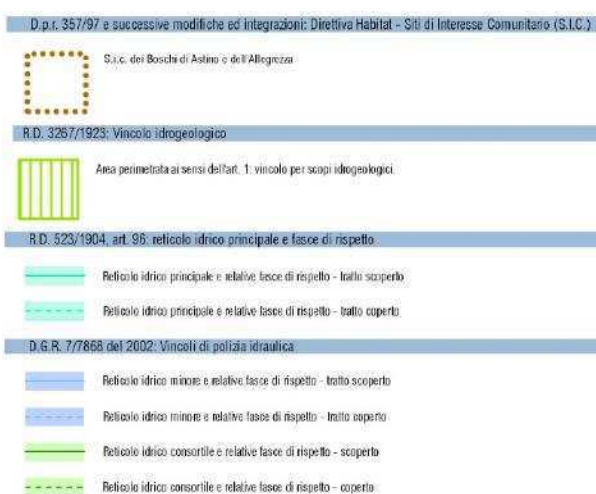 D.p.r. 357/97 e successive modifiche ed integrazioni: Direttiva Habitat - Siti di Interesse Comunitario (S.I.C.)
S.i.c. dei Boschi di Astino e dell'Allegrezza
R.D. 3267/1923: Vincolo idrogeologico
Area perimetrata ai sensi dell'art. 1: vincolo per scopi idrogeologici.
R.D. 523/1904, art. 96: reticolo idrico principale e fasce di rispetto
Reticolo idrico principale e relative fasce di rispetto - tratto scoperto
Reticolo idrico principale e relative fasce di rispetto - tratto coperto
D.G.R. 7/7868 del 2002: Vincoli di polizia idraulica
Reticolo idrico minore e relative fasce di rispetto - tratto scoperto
Reticolo idrico minore e relative fasce di rispetto - tratto coperto
Reticolo idrico consortile e relative fasce di rispetto - scoperto
Reticolo idrico consortile e relative fasce di rispetto - coperto